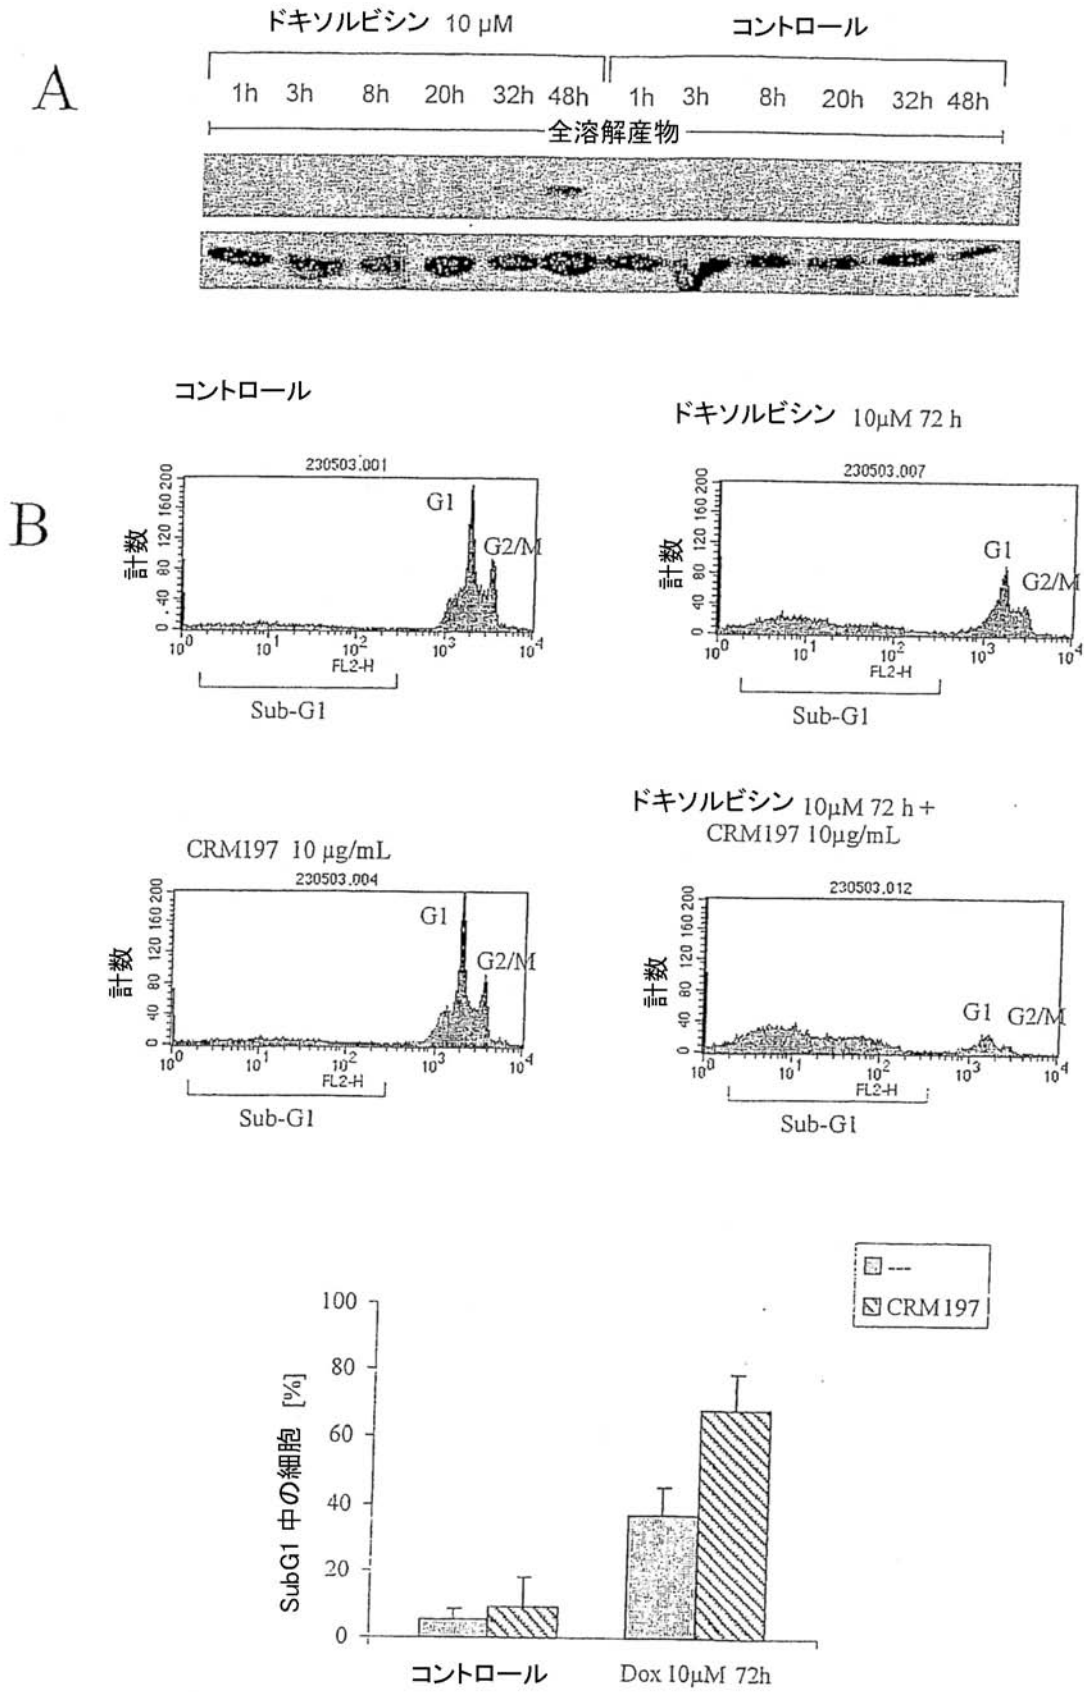 ドキソルビシン 10 µM
コントロール
A
1h 3h 8h 20h 32h 48h 1h 3h 8h 20h 32h 48h
全溶解産物
コントロール
ドキソルビシン 10µM 72 h
B
230503.001
計数
0 40 80 120 160 200
G1
G2/M
10^0 10^1 10^2 10^3 10^4
FL2-H
Sub-G1
230503.007
計数
0 40 80 120 160 200
G1
G2/M
10^0 10^1 10^2 10^3 10^4
FL2-H
Sub-G1
CRM197 10 µg/mL
230503.004
計数
0 40 80 120 160 200
G1
G2/M
10^0 10^1 10^2 10^3 10^4
FL2-H
Sub-G1
ドキソルビシン 10µM 72 h +
CRM197 10µg/mL
230503.012
計数
0 40 80 120 160 200
G1
G2/M
10^0 10^1 10^2 10^3 10^4
FL2-H
Sub-G1
---
CRM197
SubG1 中の細胞 [%]
100
80
60
40
20
0
コントロール
Dox 10µM 72h